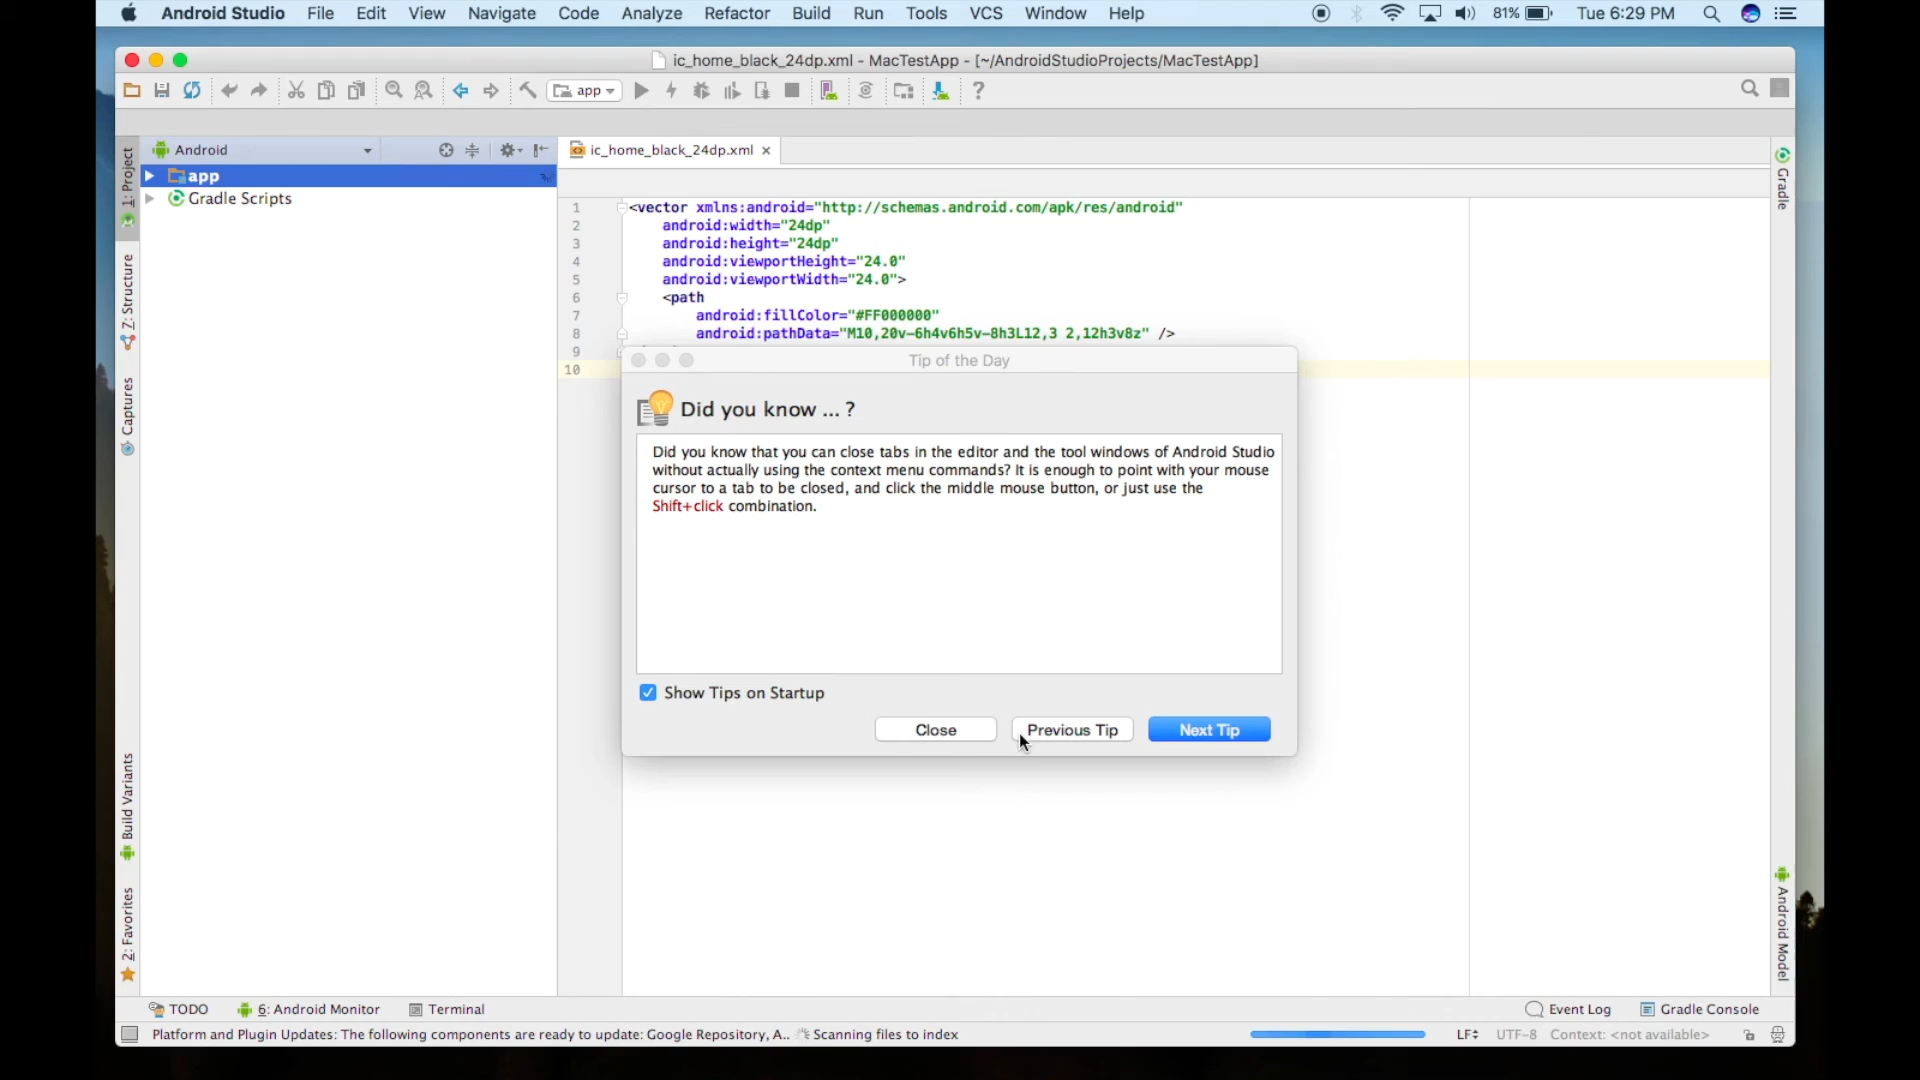 Android Studio File Edit View Navigate Code Analyze Refactor Build Run Tools VCS Window Help 81% Tue 6:29 PM
ic_home_black_24dp.xml - MacTestApp - [~/AndroidStudioProjects/MacTestApp]
app
Android
ic_home_black_24dp.xml
1: Project
app
Gradle Scripts
Gradle
1 <vector xmlns:android="http://schemas.android.com/apk/res/android"
2 android:width="24dp"
3 android:height="24dp"
4 android:viewportHeight="24.0"
5 android:viewportWidth="24.0">
6 <path
7 android:fillColor="#FF000000"
8 android:pathData="M10,20v-6h4v6h5v-8h3L12,3 2,12h3v8z" />
9
10
Z: Structure
Captures
Tip of the Day
Did you know ... ?
Did you know that you can close tabs in the editor and the tool windows of Android Studio
without actually using the context menu commands? It is enough to point with your mouse
cursor to a tab to be closed, and click the middle mouse button, or just use the
Shift+click combination.
Show Tips on Startup
Close Previous Tip Next Tip
Build Variants
2: Favorites
Android Model
TODO 6: Android Monitor Terminal Event Log Gradle Console
Platform and Plugin Updates: The following components are ready to update: Google Repository, A.. Scanning files to index LF UTF-8 Context: <not available>